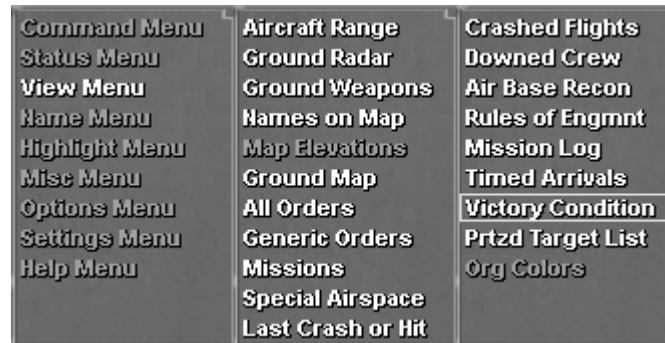 Command Menu
Status Menu
View Menu
Name Menu
Highlight Menu
Misc Menu
Options Menu
Settings Menu
Help Menu
Aircraft Range
Ground Radar
Ground Weapons
Names on Map
Map Elevations
Ground Map
All Orders
Generic Orders
Missions
Special Airspace
Last Crash or Hit
Crashed Flights
Downed Crew
Air Base Recon
Rules of Engmnt
Mission Log
Timed Arrivals
Victory Condition
Prtzd Target List
Org Colors